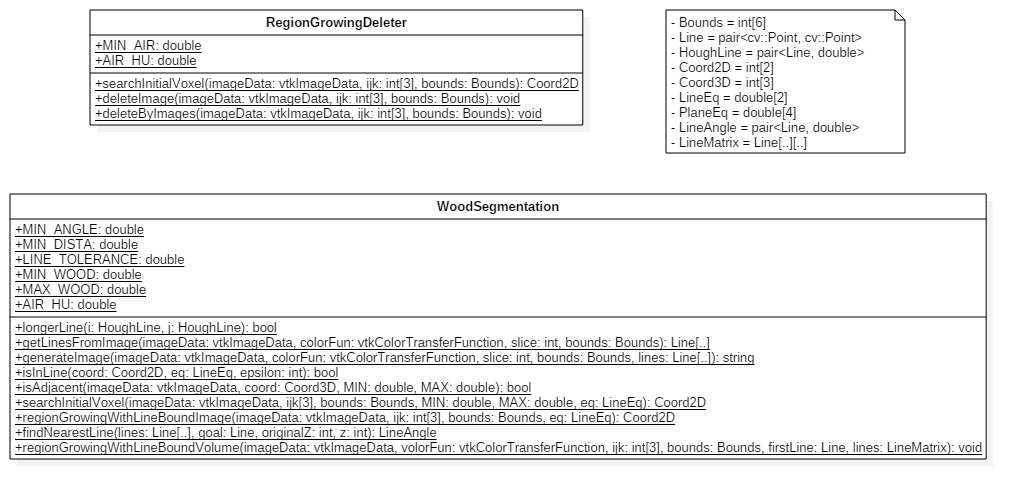 RegionGrowingDeleter
+MIN_AIR: double
+AIR_HU: double
+searchInitialVoxel(imageData: vtkImageData, ijk: int[3], bounds: Bounds): Coord2D
+deleteImage(imageData: vtkImageData, ijk: int[3], bounds: Bounds): void
+deleteByImages(imageData: vtkImageData, ijk: int[3], bounds: Bounds): void
- Bounds = int[6]
- Line = pair<cv::Point, cv::Point>
- HoughLine = pair<Line, double>
- Coord2D = int[2]
- Coord3D = int[3]
- LineEq = double[2]
- PlaneEq = double[4]
- LineAngle = pair<Line, double>
- LineMatrix = Line[..][..]
WoodSegmentation
+MIN_ANGLE: double
+MIN_DISTA: double
+LINE_TOLERANCE: double
+MIN_WOOD: double
+MAX_WOOD: double
+AIR_HU: double
+longerLine(i: HoughLine, j: HoughLine): bool
+getLinesFromImage(imageData: vtkImageData, colorFun: vtkColorTransferFunction, slice: int, bounds: Bounds): Line[..]
+generateImage(imageData: vtkImageData, colorFun: vtkColorTransferFunction, slice: int, bounds: Bounds, lines: Line[..]): string
+isInLine(coord: Coord2D, eq: LineEq, epsilon: int): bool
+isAdjacent(imageData: vtkImageData, coord: Coord3D, MIN: double, MAX: double): bool
+searchInitialVoxel(imageData: vtkImageData, ijk[3], bounds: Bounds, MIN: double, MAX: double, eq: LineEq): Coord2D
+regionGrowingWithLineBoundImage(imageData: vtkImageData, ijk: int[3], bounds: Bounds, eq: LineEq): Coord2D
+findNearestLine(lines: Line[..], goal: Line, originalZ: int, z: int): LineAngle
+regionGrowingWithLineBoundVolume(imageData: vtkImageData, volorFun: vtkColorTransferFunction, ijk: int[3], bounds: Bounds, firstLine: Line, lines: LineMatrix): void